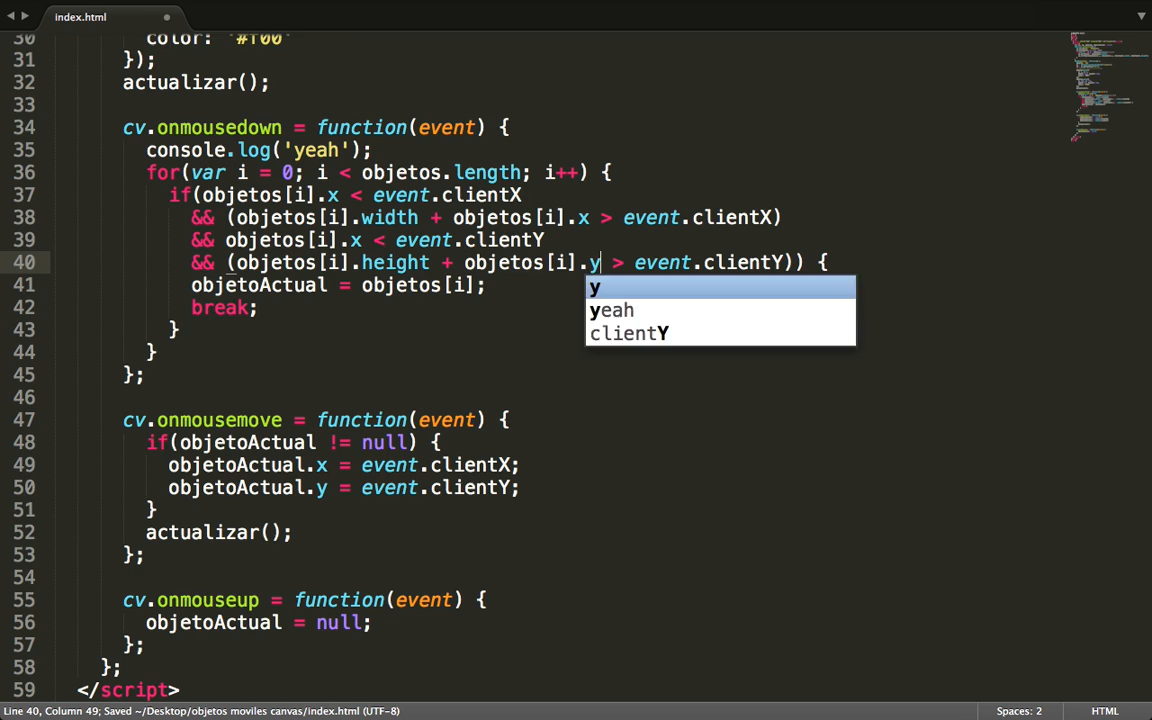 index.html
30 color: '#f00'
31 });
32 actualizar();
33
34 cv.onmousedown = function(event) {
35 console.log('yeah');
36 for(var i = 0; i < objetos.length; i++) {
37 if(objetos[i].x < event.clientX
38 && (objetos[i].width + objetos[i].x > event.clientX)
39 && objetos[i].x < event.clientY
40 && (objetos[i].height + objetos[i].y > event.clientY)) {
y
41 objetoActual = objetos[i];
yeah
42 break;
clientY
43 }
44 }
45 };
46
47 cv.onmousemove = function(event) {
48 if(objetoActual != null) {
49 objetoActual.x = event.clientX;
50 objetoActual.y = event.clientY;
51 }
52 actualizar();
53 };
54
55 cv.onmouseup = function(event) {
56 objetoActual = null;
57 };
58 };
59 </script>
Line 40, Column 49; Saved ~/Desktop/objetos moviles canvas/index.html (UTF-8)
Spaces: 2
HTML